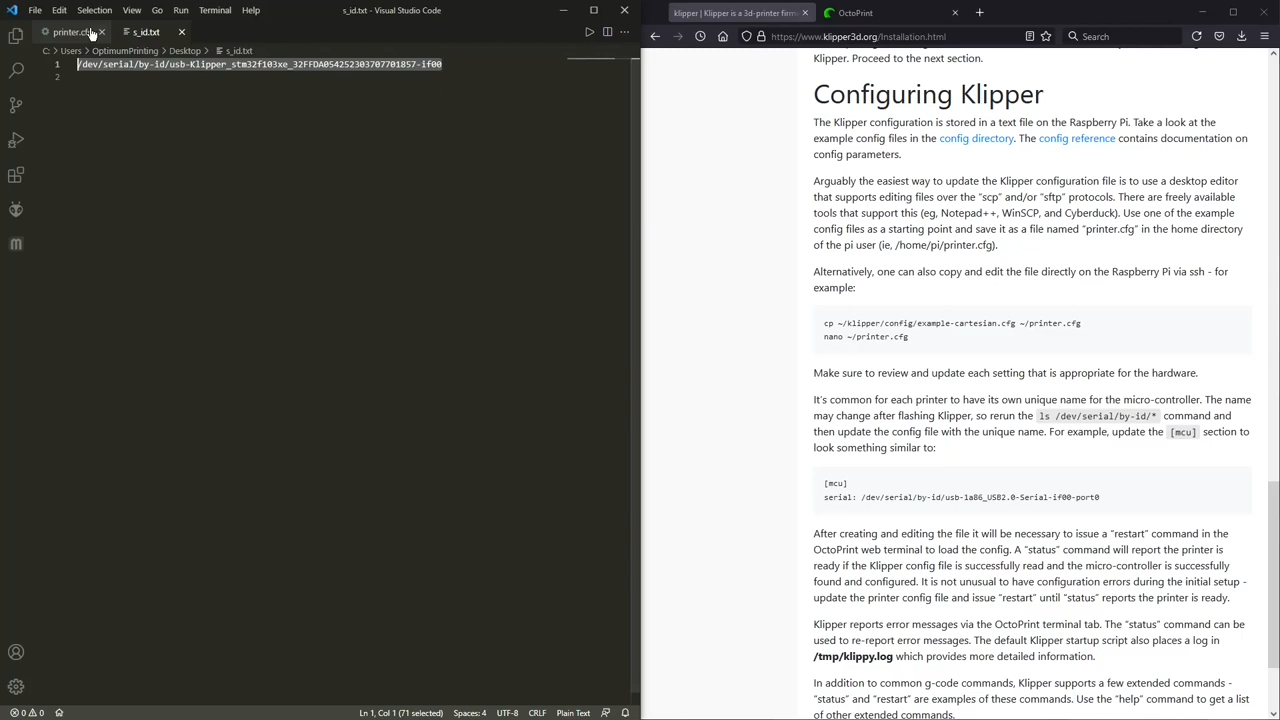 File Edit Selection View Go Run Terminal Help s_id.txt - Visual Studio Code
printer.cf s_id.txt
C: > Users > OptimumPrinting > Desktop > s_id.txt
1 /dev/serial/by-id/usb-Klipper_stm32f103xe_32FFDA054252303707701857-if00
2
0 0 Ln 1, Col 1 (71 selected) Spaces: 4 UTF-8 CRLF Plain Text
klipper | Klipper is a 3d-printer firm OctoPrint
https://www.klipper3d.org/Installation.html Search
Klipper. Proceed to the next section.
Configuring Klipper
The Klipper configuration is stored in a text file on the Raspberry Pi. Take a look at the
example config files in the config directory. The config reference contains documentation on
config parameters.
Arguably the easiest way to update the Klipper configuration file is to use a desktop editor
that supports editing files over the “scp” and/or “sftp” protocols. There are freely available
tools that support this (eg, Notepad++, WinSCP, and Cyberduck). Use one of the example
config files as a starting point and save it as a file named “printer.cfg” in the home directory
of the pi user (ie, /home/pi/printer.cfg).
Alternatively, one can also copy and edit the file directly on the Raspberry Pi via ssh - for
example:
cp ~/klipper/config/example-cartesian.cfg ~/printer.cfg
nano ~/printer.cfg
Make sure to review and update each setting that is appropriate for the hardware.
It’s common for each printer to have its own unique name for the micro-controller. The name
may change after flashing Klipper, so rerun the ls /dev/serial/by-id/* command and
then update the config file with the unique name. For example, update the [mcu] section to
look something similar to:
[mcu]
serial: /dev/serial/by-id/usb-1a86_USB2.0-Serial-if00-port0
After creating and editing the file it will be necessary to issue a “restart” command in the
OctoPrint web terminal to load the config. A “status” command will report the printer is
ready if the Klipper config file is successfully read and the micro-controller is successfully
found and configured. It is not unusual to have configuration errors during the initial setup -
update the printer config file and issue “restart” until “status” reports the printer is ready.
Klipper reports error messages via the OctoPrint terminal tab. The “status” command can be
used to re-report error messages. The default Klipper startup script also places a log in
/tmp/klippy.log which provides more detailed information.
In addition to common g-code commands, Klipper supports a few extended commands -
“status” and “restart” are examples of these commands. Use the “help” command to get a list
of other extended commands.